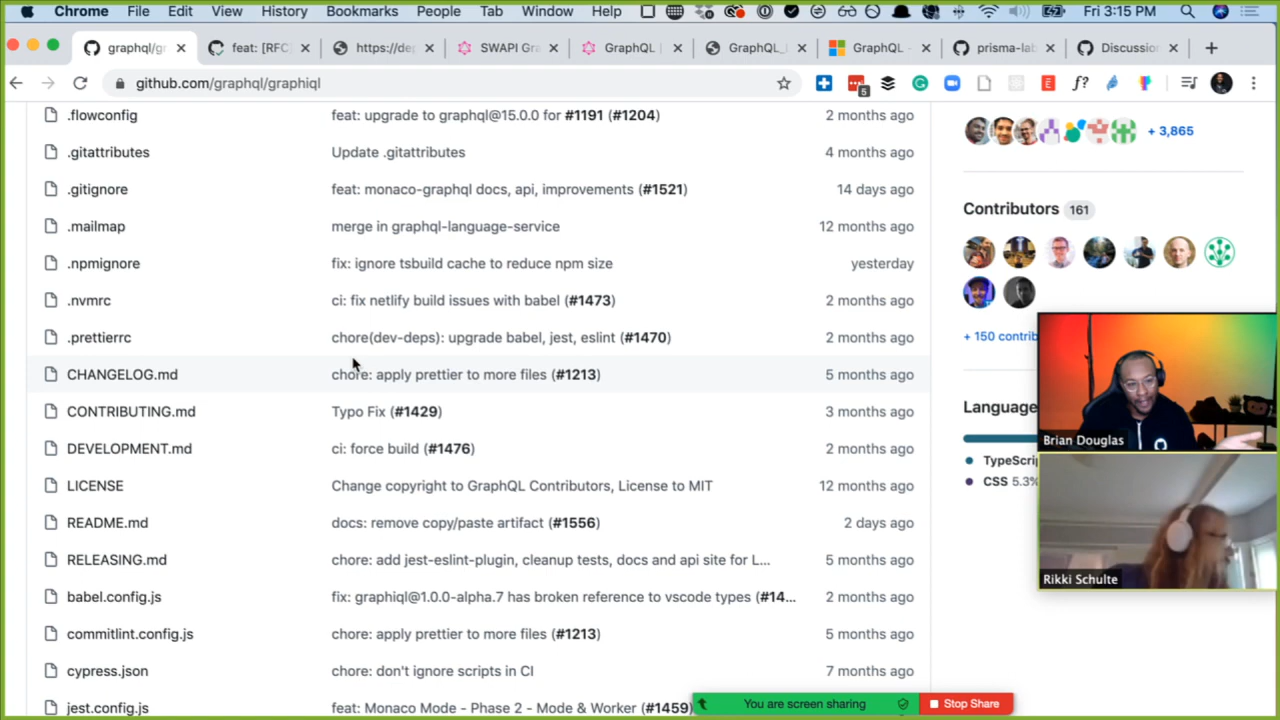 Chrome File Edit View History Bookmarks People Tab Window Help Fri 3:15 PM
graphql/gr feat: [RFC https://dep SWAPI Gra GraphQL GraphQL_ GraphQL - prisma-lab Discussion
github.com/graphql/graphiql
5
.flowconfig feat: upgrade to graphql@15.0.0 for #1191 (#1204) 2 months ago
+ 3,865
.gitattributes Update .gitattributes 4 months ago
.gitignore feat: monaco-graphql docs, api, improvements (#1521) 14 days ago
Contributors 161
.mailmap merge in graphql-language-service 12 months ago
.npmignore fix: ignore tsbuild cache to reduce npm size yesterday
.nvmrc ci: fix netlify build issues with babel (#1473) 2 months ago
.prettierrc chore(dev-deps): upgrade babel, jest, eslint (#1470) 2 months ago
+ 150 contrib
CHANGELOG.md chore: apply prettier to more files (#1213) 5 months ago
CONTRIBUTING.md Typo Fix (#1429) 3 months ago
Language
Brian Douglas
DEVELOPMENT.md ci: force build (#1476) 2 months ago
TypeScri
CSS 5.3%
LICENSE Change copyright to GraphQL Contributors, License to MIT 12 months ago
README.md docs: remove copy/paste artifact (#1556) 2 days ago
RELEASING.md chore: add jest-eslint-plugin, cleanup tests, docs and api site for L... 5 months ago
Rikki Schulte
babel.config.js fix: graphiql@1.0.0-alpha.7 has broken reference to vscode types (#14... 2 months ago
commitlint.config.js chore: apply prettier to more files (#1213) 5 months ago
cypress.json chore: don't ignore scripts in CI 7 months ago
jest.config.js feat: Monaco Mode - Phase 2 - Mode & Worker (#1459)
You are screen sharing Stop Share